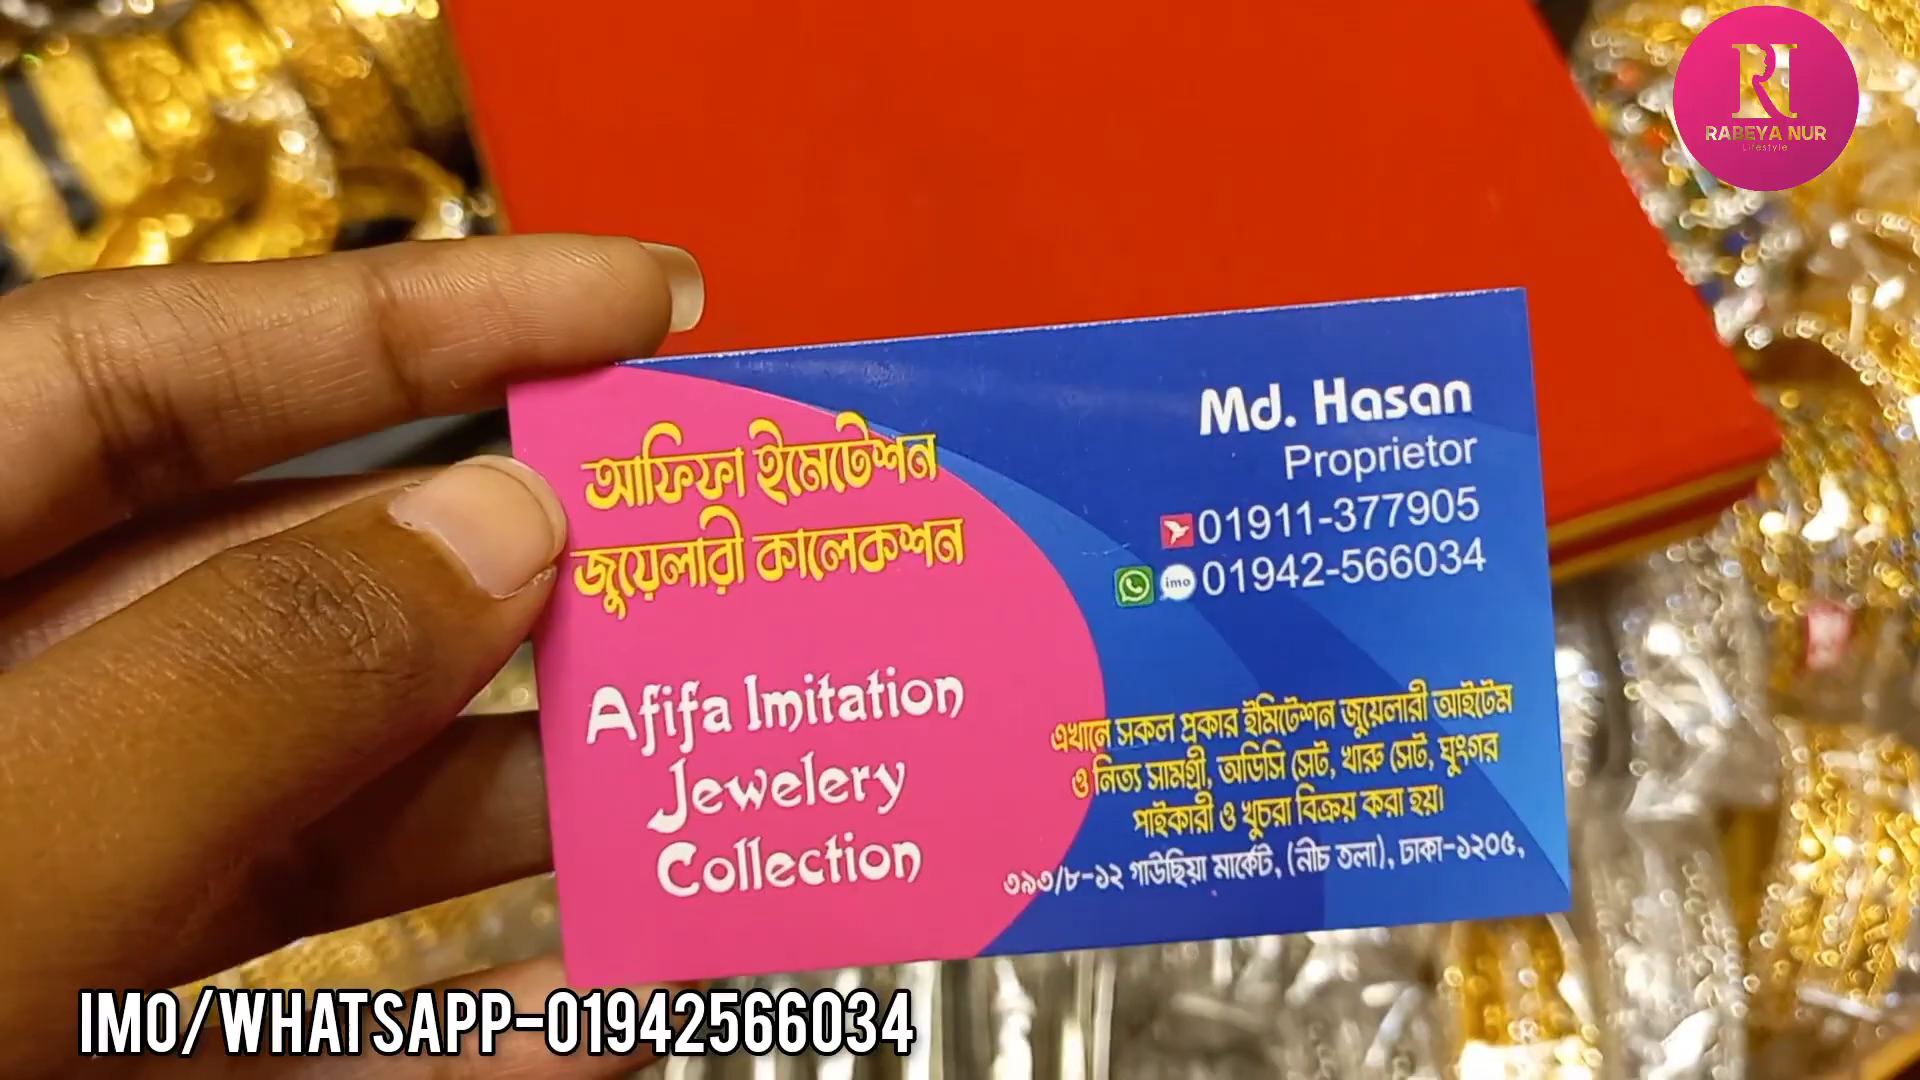 RN
RABEYA NUR
Lifestyle
আফিফা ইমেটেশন
জুয়েলারী কালেকশন
Afifa Imitation
Jewelery
Collection
Md. Hasan
Proprietor
01911-377905
imo 01942-566034
এখানে সকল প্রকার ইমিটেশন জুয়েলারী আইটেম
ও নিত্য সামগ্রী, অডিসি সেট, খারু সেট, ঘুংগর
পাইকারী ও খুচরা বিক্রয় করা হয়।
৩৯৩/৮-১২ গাউছিয়া মার্কেট, (নীচ তলা), ঢাকা-১২০৫,
IMO/WHATSAPP-01942566034